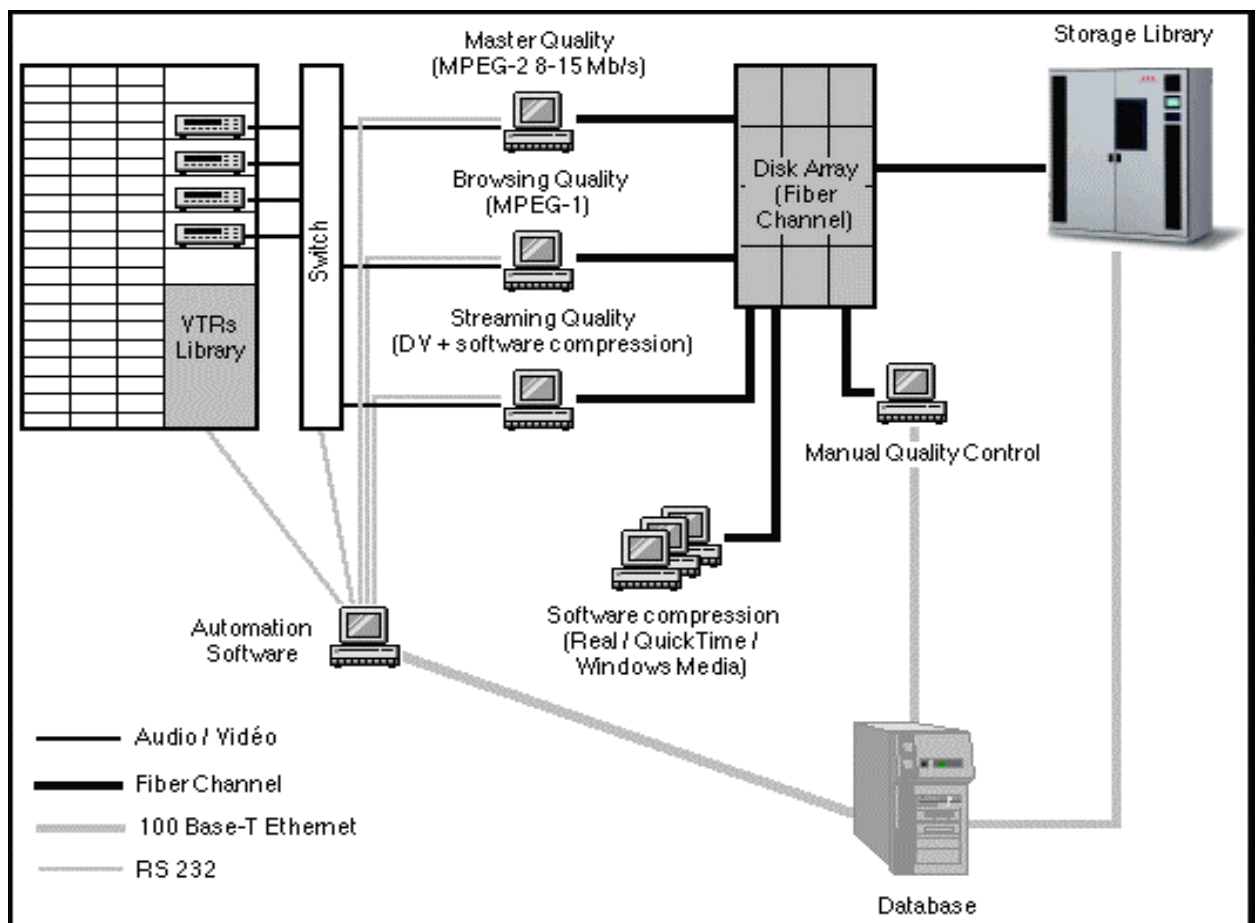 Master Quality
(MPEG-2 8-15 Mb/s)
Storage Library
Browsing Quality
(MPEG-1)
Disk Array
(Fiber
Channel)
Switch
Streaming Quality
(DV + software compression)
VTRs
Library
Manual Quality Control
Automation
Software
Software compression
(Real / QuickTime /
Windows Media)
Audio / Vidéo
Fiber Channel
100 Base-T Ethernet
RS 232
Database